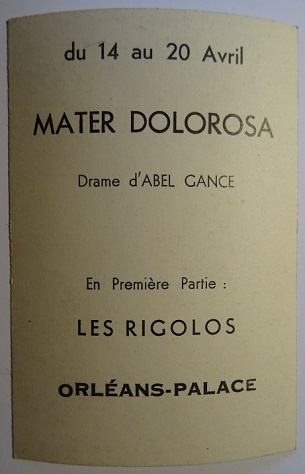 du 14 au 20 Avril
MATER DOLOROSA
Drame d'ABEL GANCE
En Première Partie :
LES RIGOLOS
ORLÉANS-PALACE